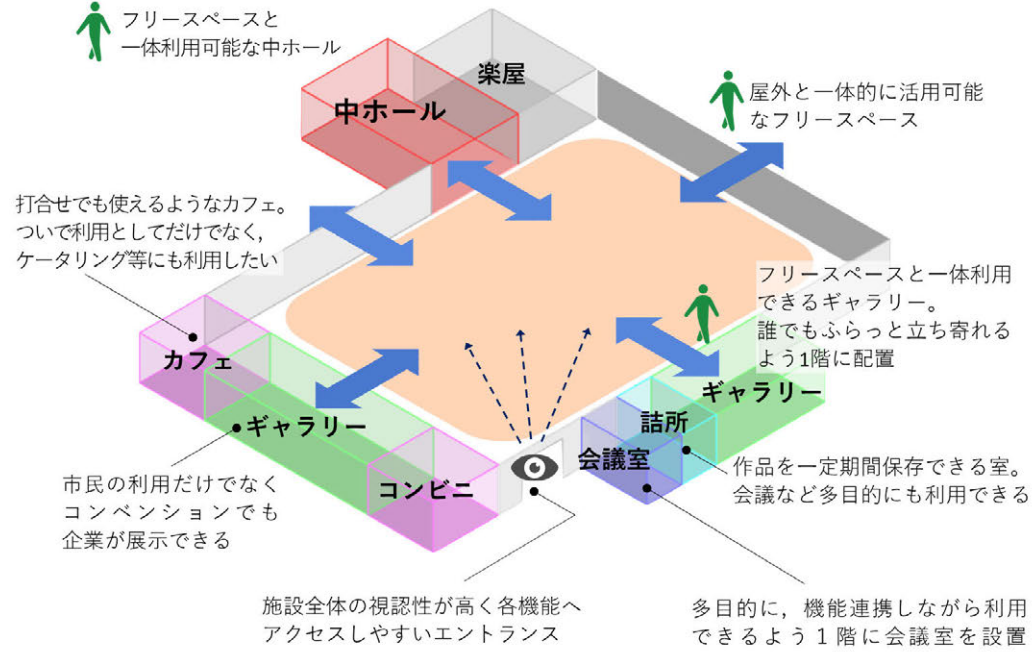 フリースペースと
一体利用可能な中ホール
楽屋
中ホール
屋外と一体的に活用可能
なフリースペース
打合せでも使えるようなカフェ。
ついで利用としてだけでなく,
ケータリング等にも利用したい
フリースペースと一体利用
できるギャラリー。
誰でもふらっと立ち寄れる
よう1階に配置
カフェ
ギャラリー
ギャラリー
詰所
会議室
コンビニ
市民の利用だけでなく
コンベンションでも
企業が展示できる
作品を一定期間保存できる室。
会議など多目的にも利用できる
施設全体の視認性が高く各機能へ
アクセスしやすいエントランス
多目的に,機能連携しながら利用
できるよう1階に会議室を設置